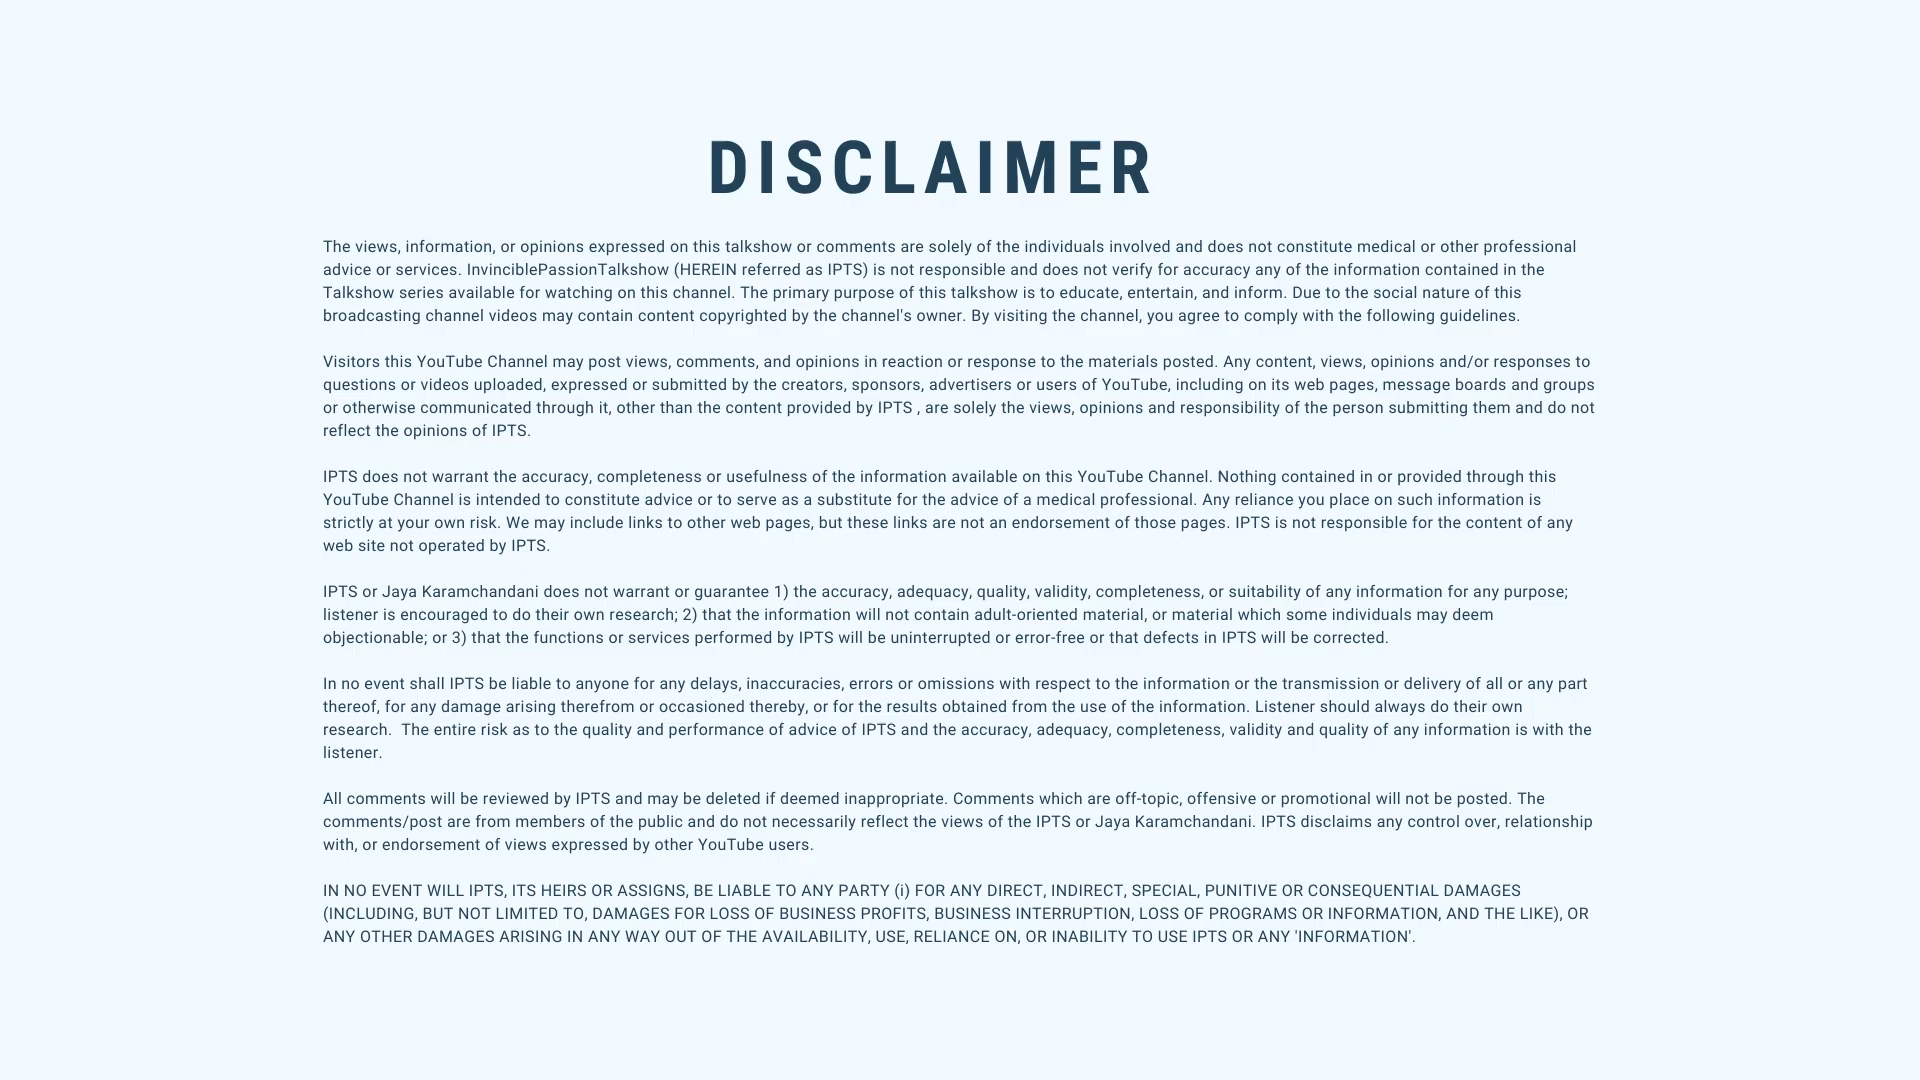 DISCLAIMER
The views, information, or opinions expressed on this talkshow or comments are solely of the individuals involved and does not constitute medical or other professional
advice or services. InvinciblePassionTalkshow (HEREIN referred as IPTS) is not responsible and does not verify for accuracy any of the information contained in the
Talkshow series available for watching on this channel. The primary purpose of this talkshow is to educate, entertain, and inform. Due to the social nature of this
broadcasting channel videos may contain content copyrighted by the channel's owner. By visiting the channel, you agree to comply with the following guidelines.
Visitors this YouTube Channel may post views, comments, and opinions in reaction or response to the materials posted. Any content, views, opinions and/or responses to
questions or videos uploaded, expressed or submitted by the creators, sponsors, advertisers or users of YouTube, including on its web pages, message boards and groups
or otherwise communicated through it, other than the content provided by IPTS , are solely the views, opinions and responsibility of the person submitting them and do not
reflect the opinions of IPTS.
IPTS does not warrant the accuracy, completeness or usefulness of the information available on this YouTube Channel. Nothing contained in or provided through this
YouTube Channel is intended to constitute advice or to serve as a substitute for the advice of a medical professional. Any reliance you place on such information is
strictly at your own risk. We may include links to other web pages, but these links are not an endorsement of those pages. IPTS is not responsible for the content of any
web site not operated by IPTS.
IPTS or Jaya Karamchandani does not warrant or guarantee 1) the accuracy, adequacy, quality, validity, completeness, or suitability of any information for any purpose;
listener is encouraged to do their own research; 2) that the information will not contain adult-oriented material, or material which some individuals may deem
objectionable; or 3) that the functions or services performed by IPTS will be uninterrupted or error-free or that defects in IPTS will be corrected.
In no event shall IPTS be liable to anyone for any delays, inaccuracies, errors or omissions with respect to the information or the transmission or delivery of all or any part
thereof, for any damage arising therefrom or occasioned thereby, or for the results obtained from the use of the information. Listener should always do their own
research.  The entire risk as to the quality and performance of advice of IPTS and the accuracy, adequacy, completeness, validity and quality of any information is with the
listener.
All comments will be reviewed by IPTS and may be deleted if deemed inappropriate. Comments which are off-topic, offensive or promotional will not be posted. The
comments/post are from members of the public and do not necessarily reflect the views of the IPTS or Jaya Karamchandani. IPTS disclaims any control over, relationship
with, or endorsement of views expressed by other YouTube users.
IN NO EVENT WILL IPTS, ITS HEIRS OR ASSIGNS, BE LIABLE TO ANY PARTY (i) FOR ANY DIRECT, INDIRECT, SPECIAL, PUNITIVE OR CONSEQUENTIAL DAMAGES
(INCLUDING, BUT NOT LIMITED TO, DAMAGES FOR LOSS OF BUSINESS PROFITS, BUSINESS INTERRUPTION, LOSS OF PROGRAMS OR INFORMATION, AND THE LIKE), OR
ANY OTHER DAMAGES ARISING IN ANY WAY OUT OF THE AVAILABILITY, USE, RELIANCE ON, OR INABILITY TO USE IPTS OR ANY 'INFORMATION'.